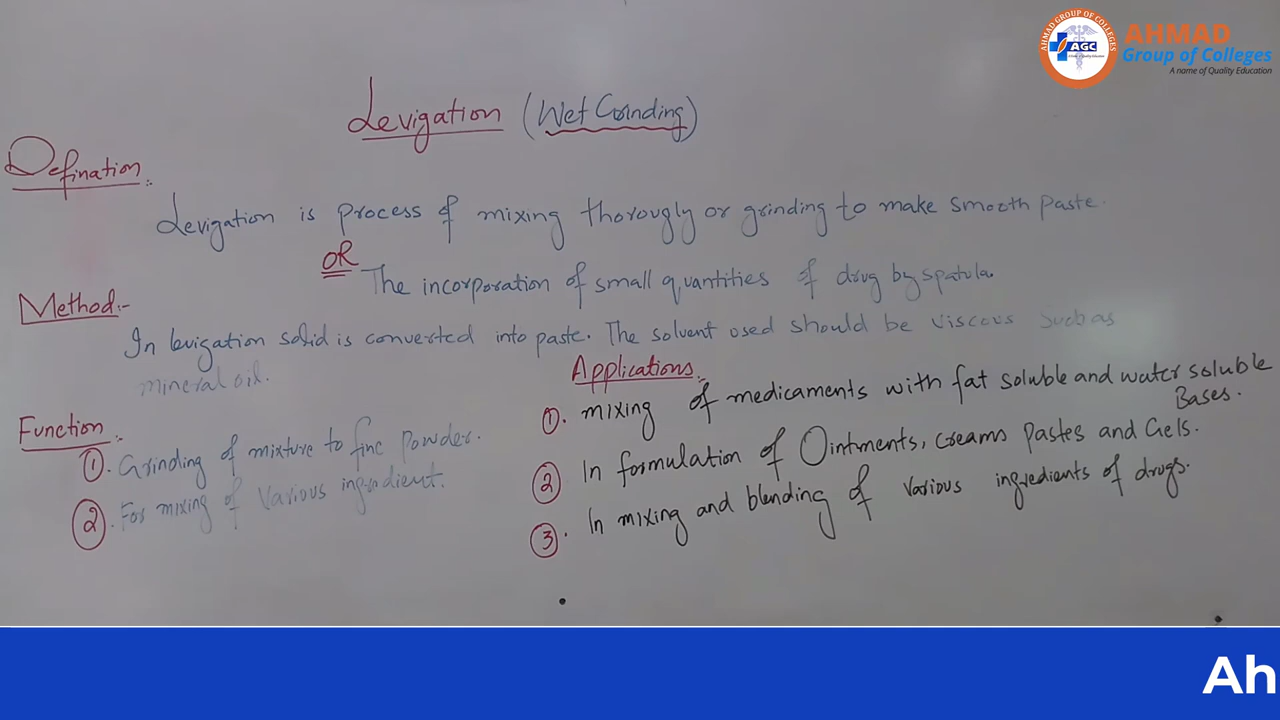 AHMAD GROUP OF COLLEGES
AGC
AHMAD
Group of Colleges
A name of Quality Education
Levigation (Wet Grinding)
Defination:
Levigation is process of mixing thorougly or grinding to make smooth paste.
OR
The incorporation of small quantities of drug by spatula.
Method:-
In levigation solid is converted into paste. The solvent used should be viscous such as
mineral oil.
Function:
①. Grinding of mixture to fine powder.
②. For mixing of various ingredient.
Applications:
①. mixing of medicaments with fat soluble and water soluble
Bases.
②. In formulation of Ointments, creams pastes and Gels.
③. In mixing and blending of various ingredients of drugs.
Ah